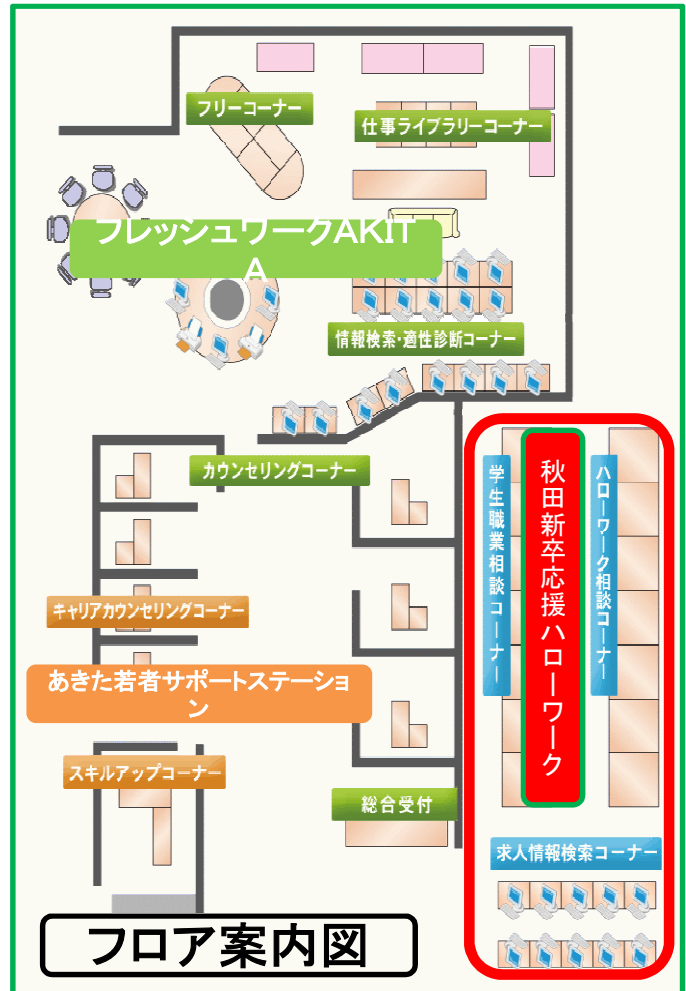 フリーコーナー
仕事ライブラリーコーナー
フレッシュワークAKIT
A
情報検索・適性診断コーナー
カウンセリングコーナー
学生職業相談コーナー
秋田新卒応援ハローワーク
ハローワーク相談コーナー
キャリアカウンセリングコーナー
あきた若者サポートステーショ
ン
スキルアップコーナー
総合受付
求人情報検索コーナー
フロア案内図